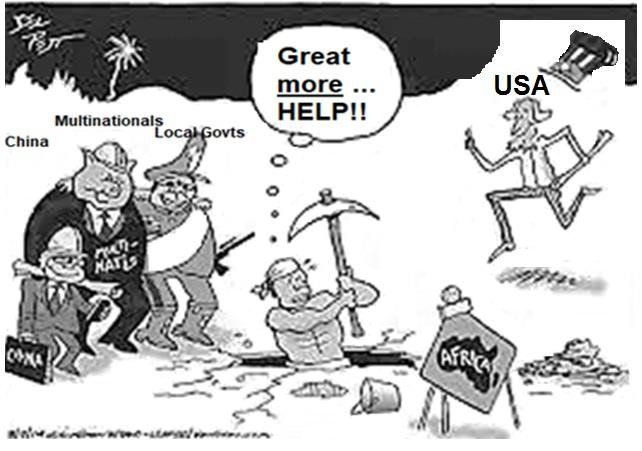 Great
more ...
HELP!!
USA
Multinationals
Local Govts
China
MULTI-
NATLS
CHINA
AFRICA